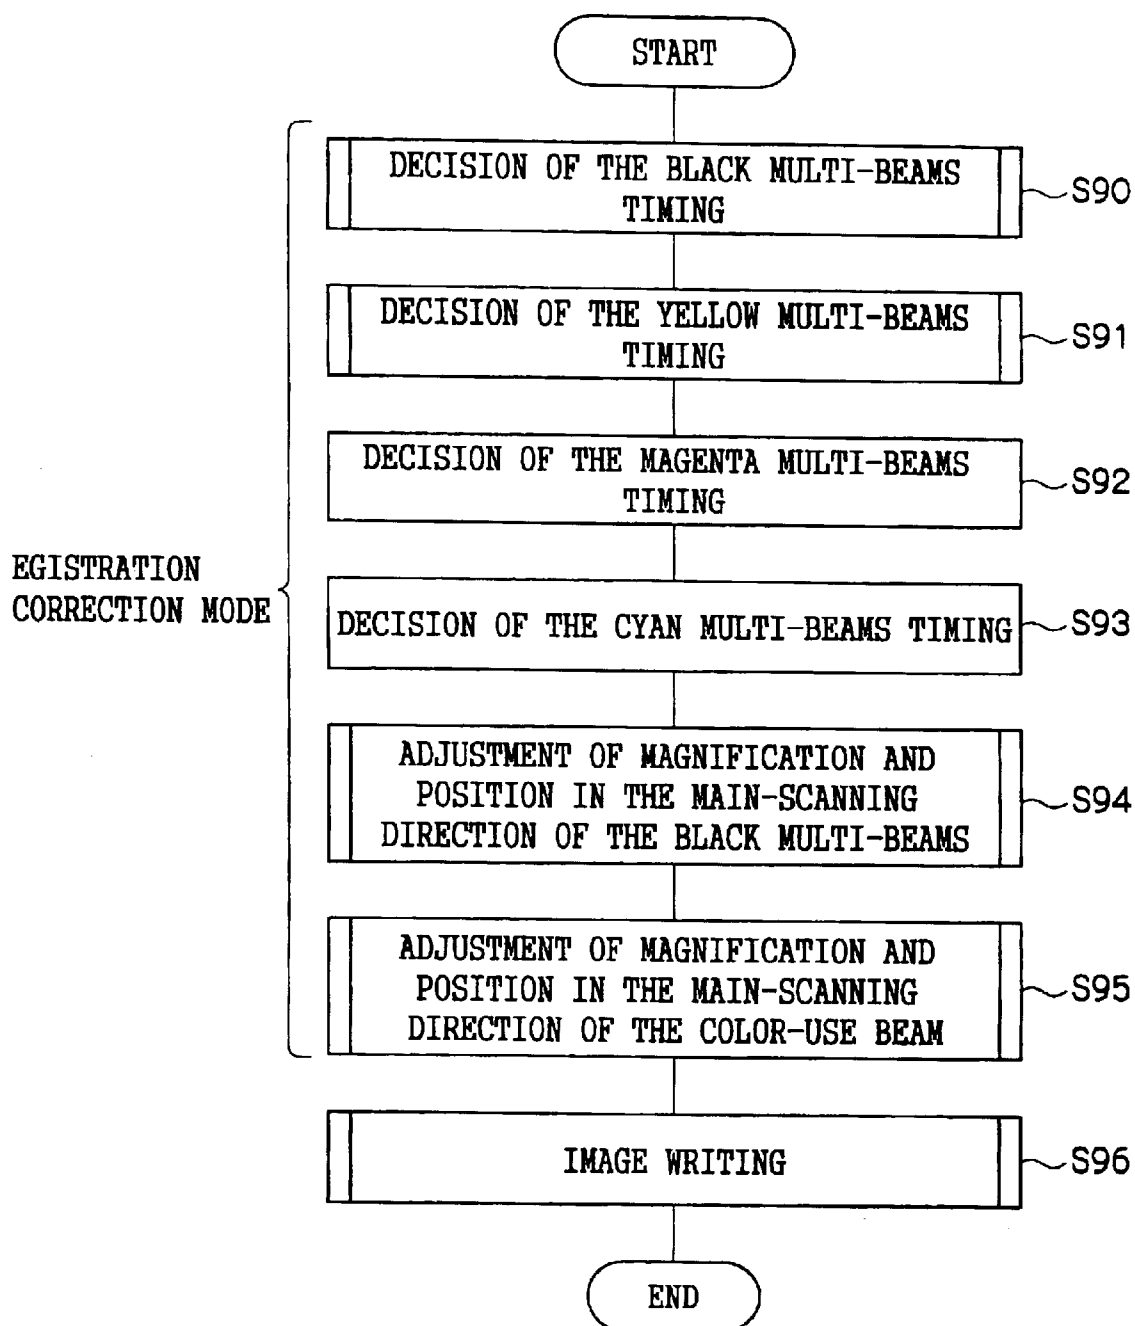 START
DECISION OF THE BLACK MULTI-BEAMS
TIMING
S90
DECISION OF THE YELLOW MULTI-BEAMS
TIMING
S91
DECISION OF THE MAGENTA MULTI-BEAMS
TIMING
S92
EGISTRATION
CORRECTION MODE
DECISION OF THE CYAN MULTI-BEAMS TIMING
S93
ADJUSTMENT OF MAGNIFICATION AND
POSITION IN THE MAIN-SCANNING
DIRECTION OF THE BLACK MULTI-BEAMS
S94
ADJUSTMENT OF MAGNIFICATION AND
POSITION IN THE MAIN-SCANNING
DIRECTION OF THE COLOR-USE BEAM
S95
IMAGE WRITING
S96
END